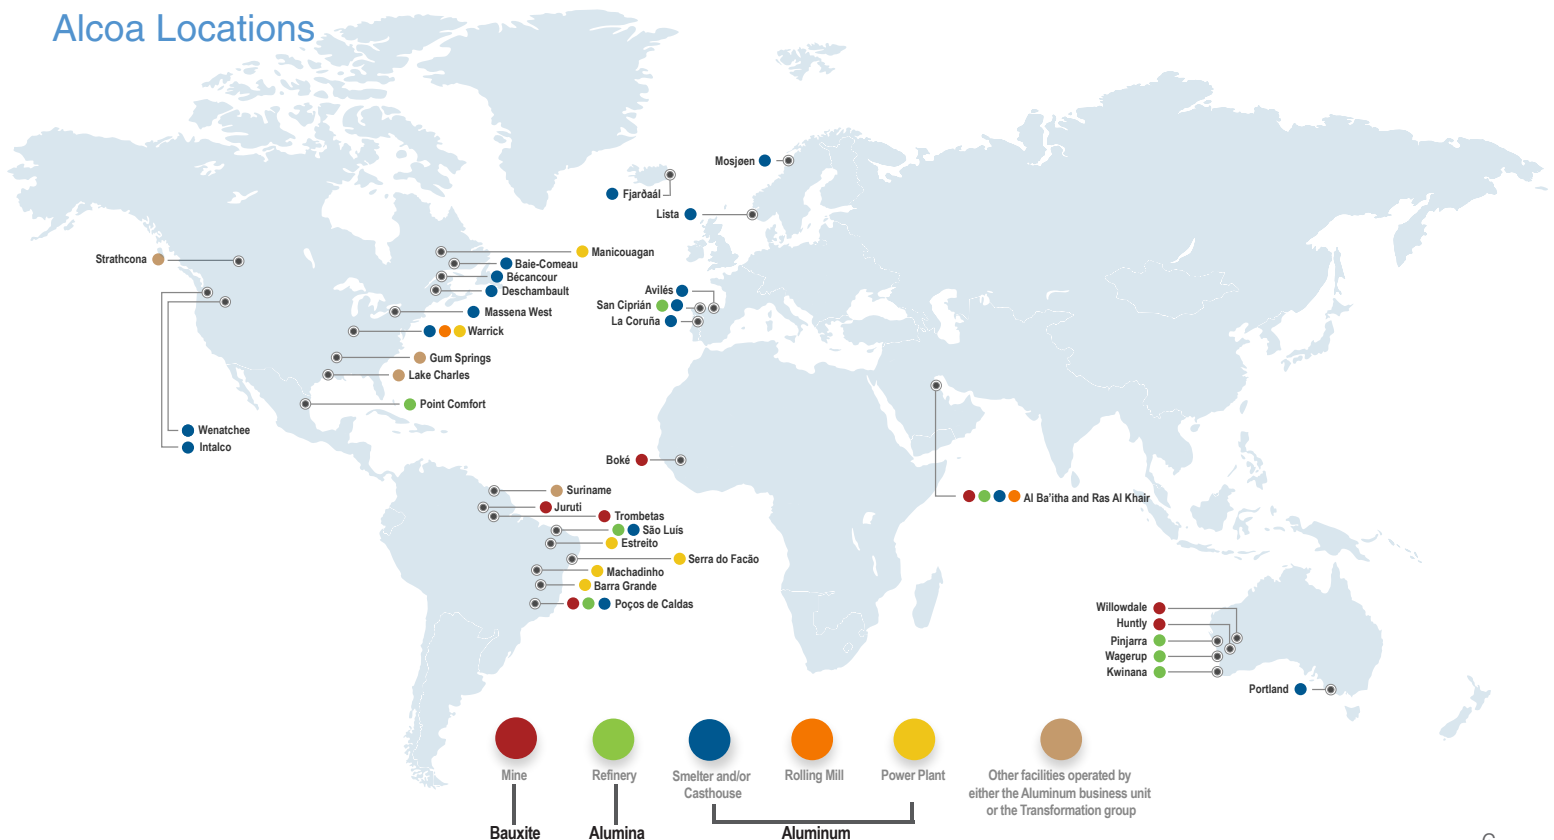 Alcoa Locations
Mosjøen
Fjarðaál
Lista
Strathcona
Manicouagan
Baie-Comeau
Bécancour
Deschambault
Massena West
Warrick
Gum Springs
Lake Charles
Point Comfort
Wenatchee
Intalco
Avilés
San Ciprián
La Coruña
Boké
Al Ba'itha and Ras Al Khair
Suriname
Juruti
Trombetas
São Luís
Estreito
Serra do Facão
Machadinho
Barra Grande
Poços de Caldas
Willowdale
Huntly
Pinjarra
Wagerup
Kwinana
Portland
Mine
Refinery
Smelter and/or
Casthouse
Rolling Mill
Power Plant
Other facilities operated by
either the Aluminum business unit
or the Transformation group
Bauxite
Alumina
Aluminum